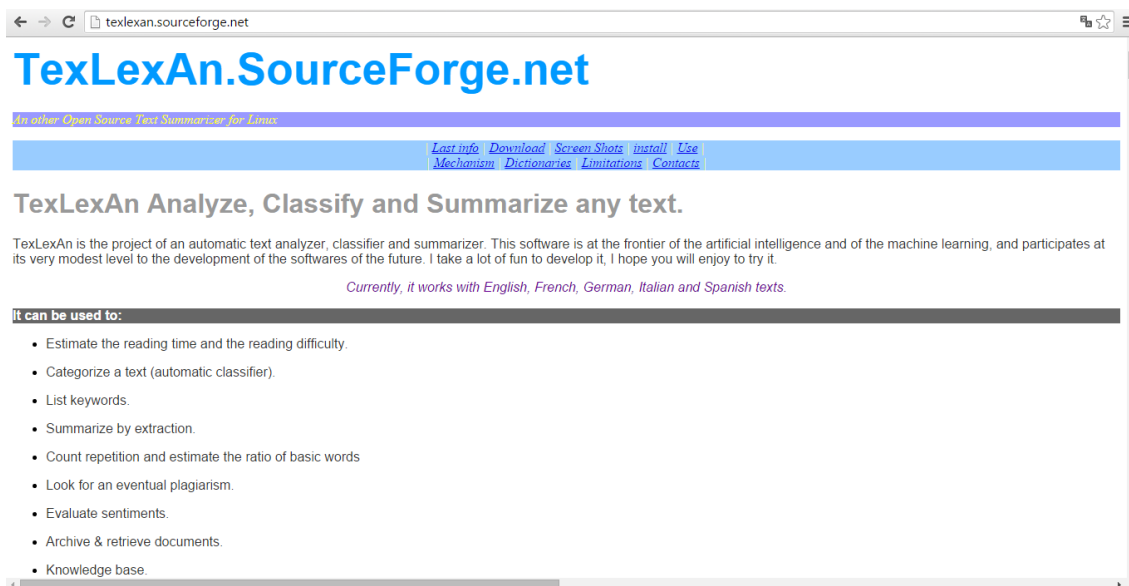 texlexan.sourceforge.net
TexLexAn.SourceForge.net
An other Open Source Text Summarizer for Linux
| Last info | Download | Screen Shots | install | Use |
| Mechanism | Dictionaries | Limitations | Contacts |
TexLexAn Analyze, Classify and Summarize any text.
TexLexAn is the project of an automatic text analyzer, classifier and summarizer. This software is at the frontier of the artificial intelligence and of the machine learning, and participates at
its very modest level to the development of the softwares of the future. I take a lot of fun to develop it, I hope you will enjoy to try it.
Currently, it works with English, French, German, Italian and Spanish texts.
It can be used to:
• Estimate the reading time and the reading difficulty.
• Categorize a text (automatic classifier).
• List keywords.
• Summarize by extraction.
• Count repetition and estimate the ratio of basic words
• Look for an eventual plagiarism.
• Evaluate sentiments.
• Archive & retrieve documents.
• Knowledge base.